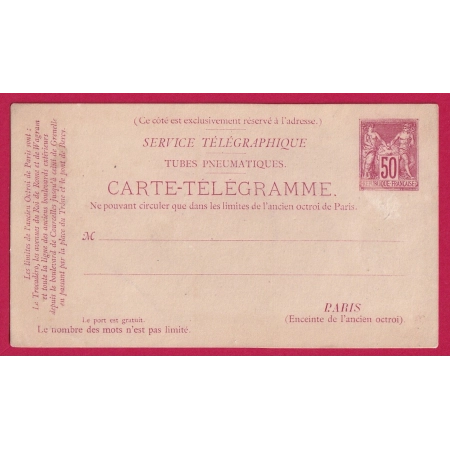 Les limites de l'ancien Octroi de Paris sont:
Le Trocadéro, les avenues du Roi de Rome et de Wagram
et toute la ligne des anciens boulevards extérieurs
depuis le boulevard de Courcelles jusqu'à celui de Grenelle
en passant par la place du Trône et le pont de Bercy.
(Ce côté est exclusivement réservé à l'adresse.)
SERVICE TÉLÉGRAPHIQUE
TUBES PNEUMATIQUES.
CARTE-TÉLÉGRAMME.
Ne pouvant circuler que dans les limites de l'ancien octroi de Paris.
50
REPUBLIQUE FRANÇAISE
M
PARIS
(Enceinte de l'ancien octroi)
Le port est gratuit.
Le nombre des mots n'est pas limité.